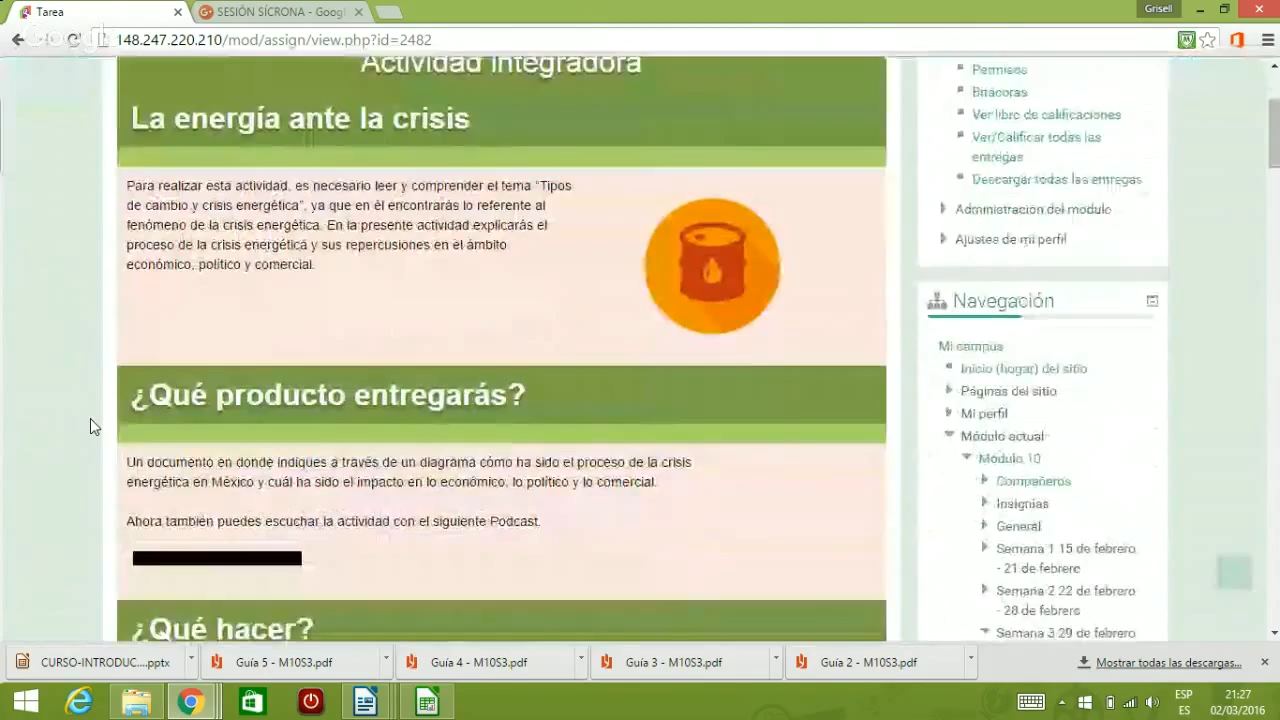 Tarea
SESIÓN SÍCRONA - Googl
Grisell
148.247.220.210/mod/assign/view.php?id=2482
Actividad integradora
La energía ante la crisis
Para realizar esta actividad, es necesario leer y comprender el tema "Tipos
de cambio y crisis energética", ya que en él encontrarás lo referente al
fenómeno de la crisis energética. En la presente actividad explicarás el
proceso de la crisis energética y sus repercusiones en el ámbito
económico, político y comercial.
¿Qué producto entregarás?
Un documento en donde indiques a través de un diagrama cómo ha sido el proceso de la crisis
energética en México y cuál ha sido el impacto en lo económico, lo político y lo comercial.
Ahora también puedes escuchar la actividad con el siguiente Podcast.
¿Qué hacer?
Permisos
Bitácoras
Ver libro de calificaciones
Ver/Calificar todas las
entregas
Descargar todas las entregas
Administración del módulo
Ajustes de mi perfil
Navegación
Mi campus
Inicio (hogar) del sitio
Páginas del sitio
Mi perfil
Módulo actual
Módulo 10
Compañeros
Insignias
General
Semana 1 15 de febrero
- 21 de febrero
Semana 2 22 de febrero
- 28 de febrero
Semana 3 29 de febrero
CURSO-INTRODUC....pptx
Guía 5 - M10S3.pdf
Guía 4 - M10S3.pdf
Guía 3 - M10S3.pdf
Guía 2 - M10S3.pdf
Mostrar todas las descargas...
ESP
ES
21:27
02/03/2016